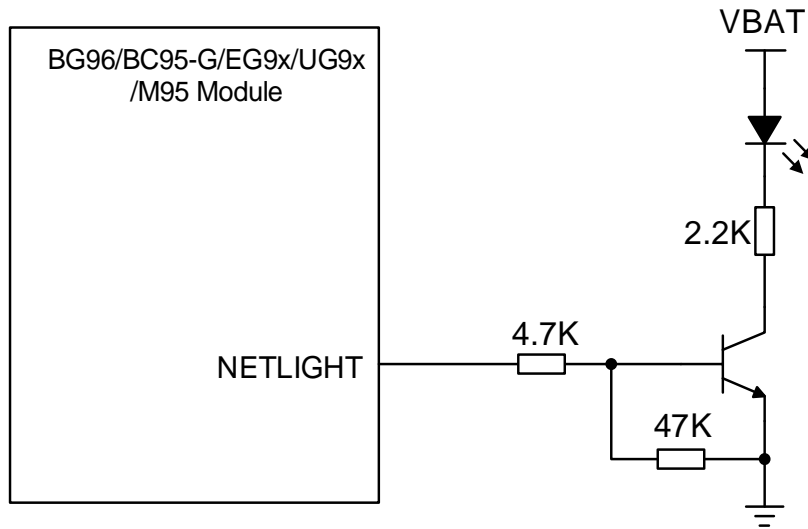 VBAT
BG96/BC95-G/EG9x/UG9x
/M95 Module
2.2K
4.7K
NETLIGHT
47K